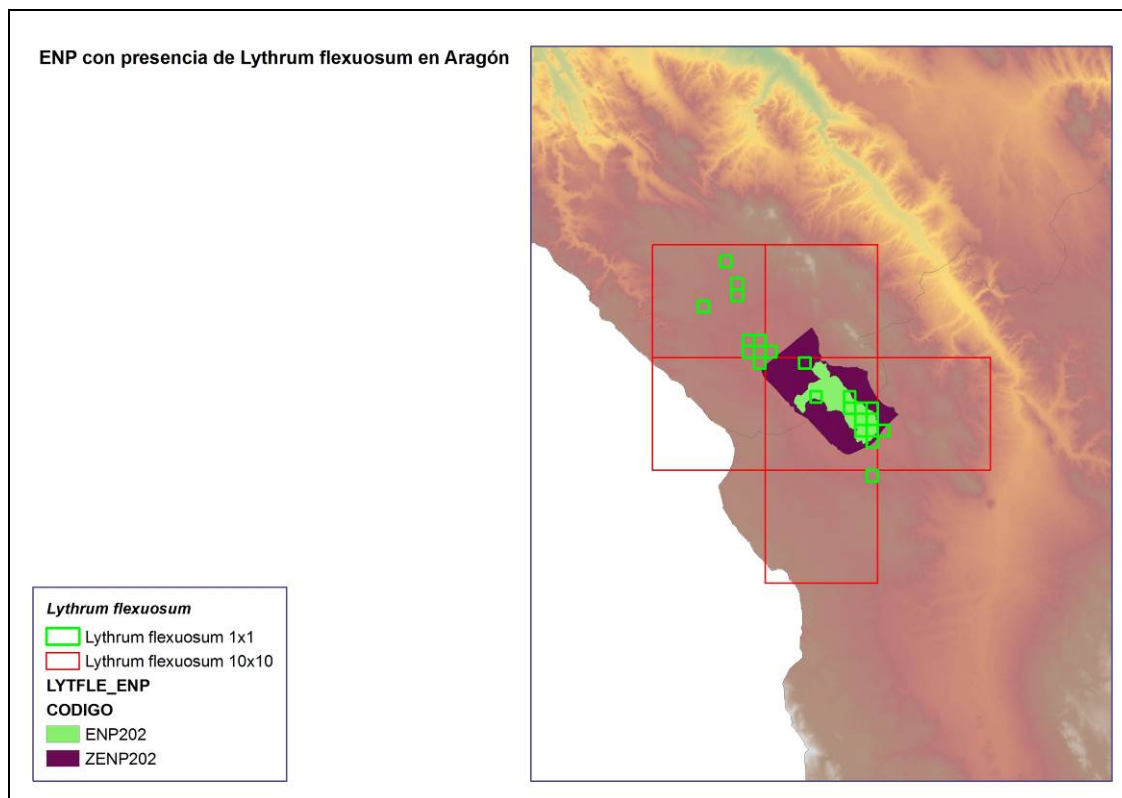 ENP con presencia de Lythrum flexuosum en Aragón
Lythrum flexuosum
Lythrum flexuosum 1x1
Lythrum flexuosum 10x10
LYTFLE_ENP
CODIGO
ENP202
ZENP202